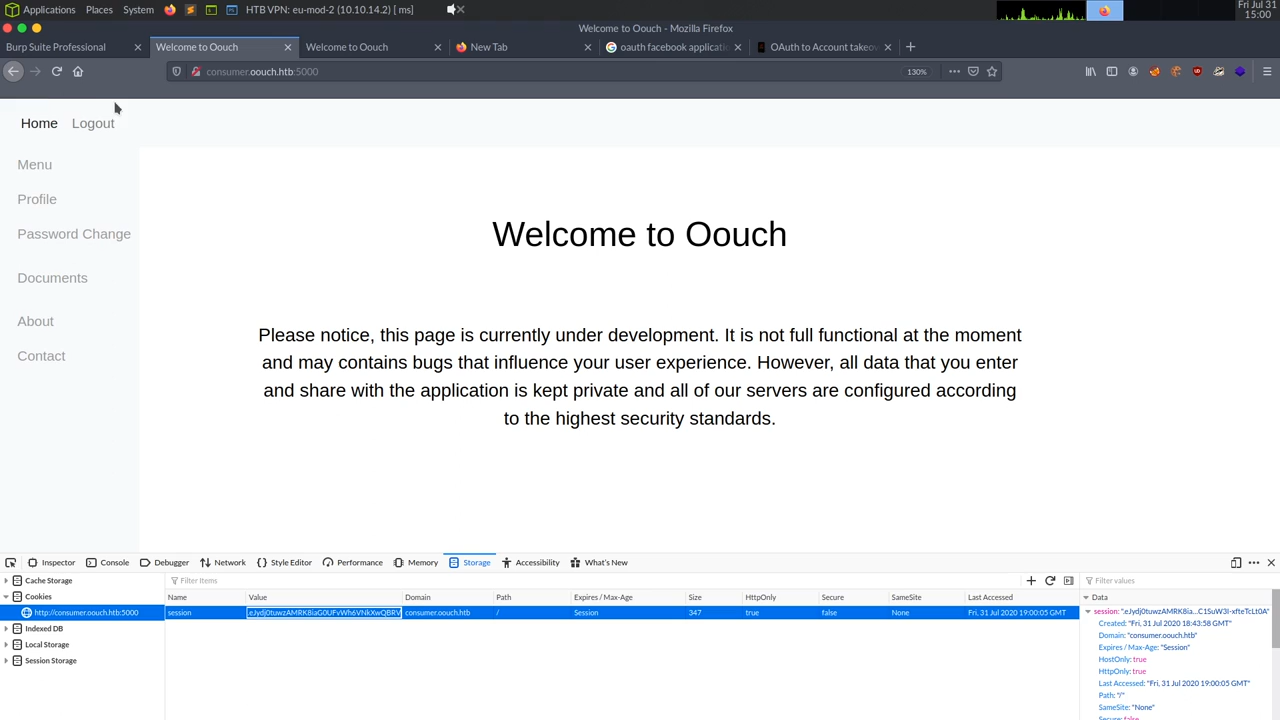 Applications Places System HTB VPN: eu-mod-2 (10.10.14.2) [ms] Fri Jul 31
15:00
Welcome to Oouch - Mozilla Firefox
Burp Suite Professional Welcome to Oouch Welcome to Oouch New Tab oauth facebook applicati OAuth to Account takeov
consumer.oouch.htb:5000 130%
Home Logout
Menu
Profile
Password Change
Documents
About
Contact
Welcome to Oouch
Please notice, this page is currently under development. It is not full functional at the moment
and may contains bugs that influence your user experience. However, all data that you enter
and share with the application is kept private and all of our servers are configured according
to the highest security standards.
Inspector Console Debugger Network Style Editor Performance Memory Storage Accessibility What's New
Cache Storage
Cookies
http://consumer.oouch.htb:5000
Indexed DB
Local Storage
Session Storage
Filter Items
Name Value Domain Path Expires / Max-Age Size HttpOnly Secure SameSite Last Accessed
session .eJydj0tuwzAMRK8iaG0UFvWh6VNkXwQBRV consumer.oouch.htb / Session 347 true false None Fri, 31 Jul 2020 19:00:05 GMT
Filter values
Data
session: ".eJydj0tuwzAMRK8ia...C1SuW3I-xfteTcLt0A"
Created: "Fri, 31 Jul 2020 18:43:58 GMT"
Domain: "consumer.oouch.htb"
Expires / Max-Age: "Session"
HostOnly: true
HttpOnly: true
Last Accessed: "Fri, 31 Jul 2020 19:00:05 GMT"
Path: "/"
SameSite: "None"
Secure: false